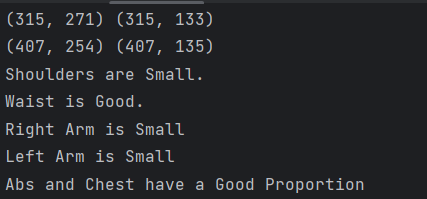 (315, 271) (315, 133)
(407, 254) (407, 135)
Shoulders are Small.
Waist is Good.
Right Arm is Small
Left Arm is Small
Abs and Chest have a Good Proportion